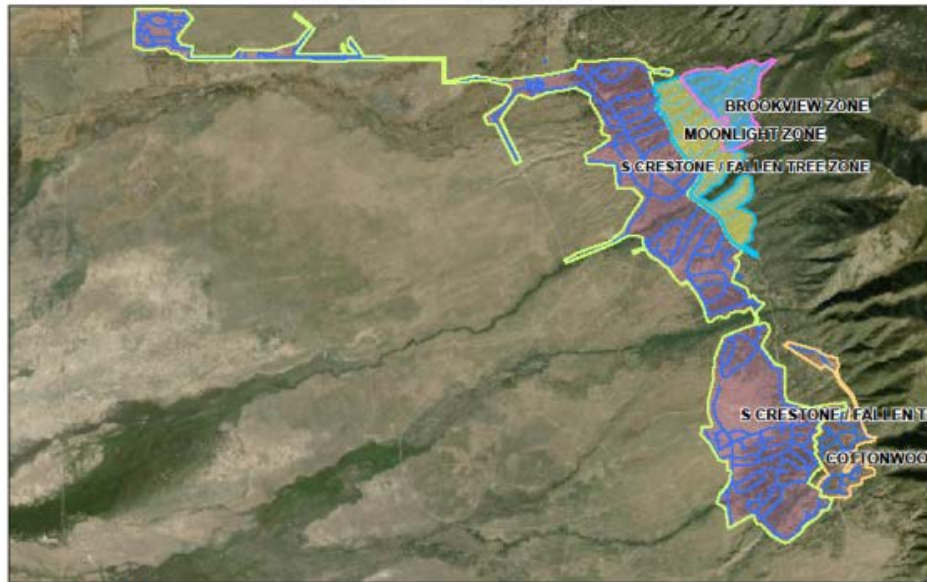 BROOKVIEW ZONE
MOONLIGHT ZONE
S CRESTONE / FALLEN TREE ZONE
S CRESTONE / FALLEN T
COTTONWOO